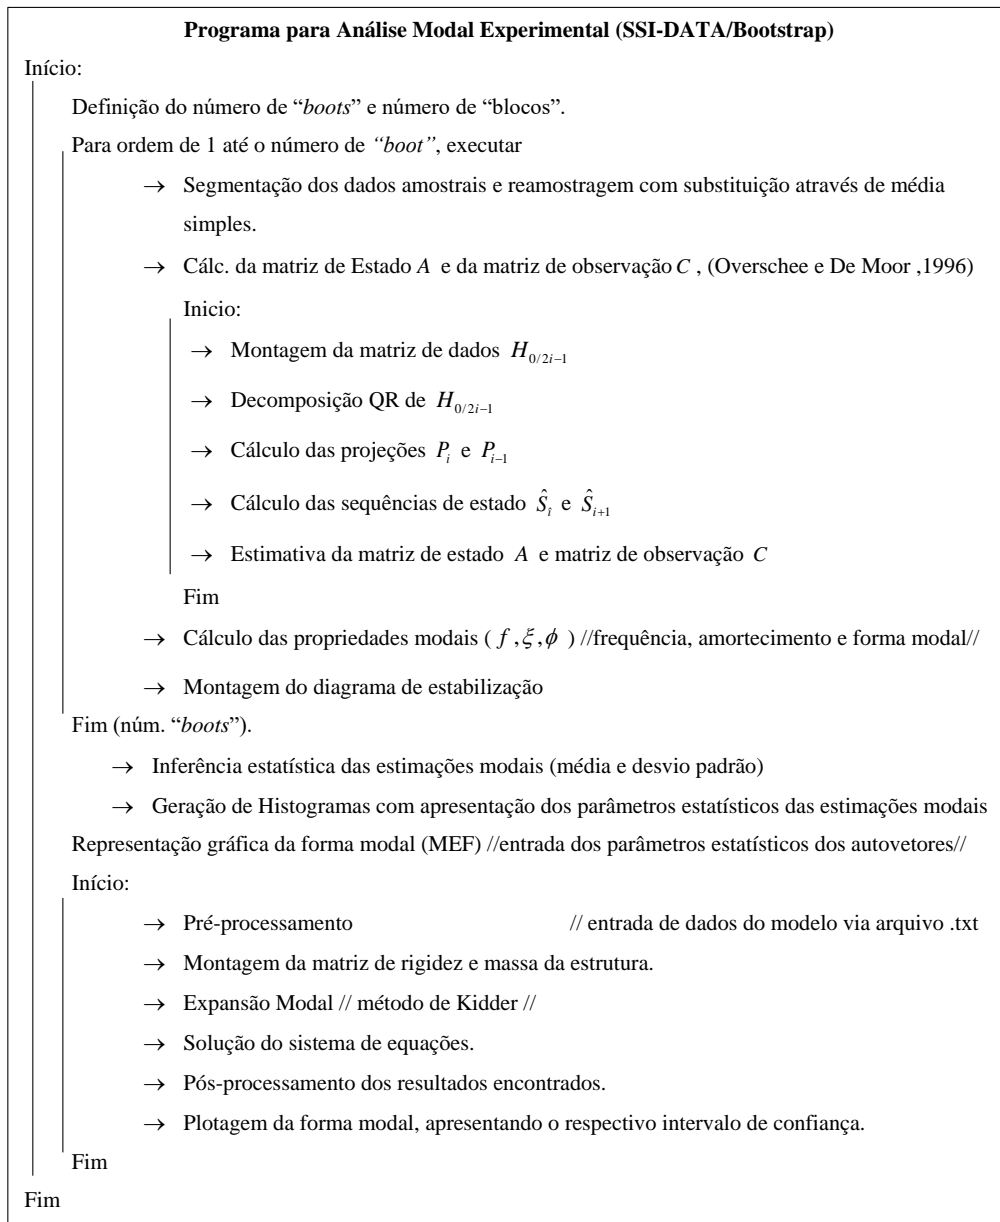 Programa para Análise Modal Experimental (SSI-DATA/Bootstrap)
Início:
Definição do número de “boots” e número de “blocos”.
Para ordem de 1 até o número de “boot”, executar
→ Segmentação dos dados amostrais e reamostragem com substituição através de média
simples.
→ Cálc. da matriz de Estado A e da matriz de observação C , (Overschee e De Moor ,1996)
Inicio:
→ Montagem da matriz de dados H_{0/2i−1}
→ Decomposição QR de H_{0/2i−1}
→ Cálculo das projeções P_i e P_{i−1}
→ Cálculo das sequências de estado Ŝ_i e Ŝ_{i+1}
→ Estimativa da matriz de estado A e matriz de observação C
Fim
→ Cálculo das propriedades modais ( f ,ξ ,ϕ ) //frequência, amortecimento e forma modal//
→ Montagem do diagrama de estabilização
Fim (núm. “boots”).
→ Inferência estatística das estimações modais (média e desvio padrão)
→ Geração de Histogramas com apresentação dos parâmetros estatísticos das estimações modais
Representação gráfica da forma modal (MEF) //entrada dos parâmetros estatísticos dos autovetores//
Início:
→ Pré-processamento // entrada de dados do modelo via arquivo .txt
→ Montagem da matriz de rigidez e massa da estrutura.
→ Expansão Modal // método de Kidder //
→ Solução do sistema de equações.
→ Pós-processamento dos resultados encontrados.
→ Plotagem da forma modal, apresentando o respectivo intervalo de confiança.
Fim
Fim